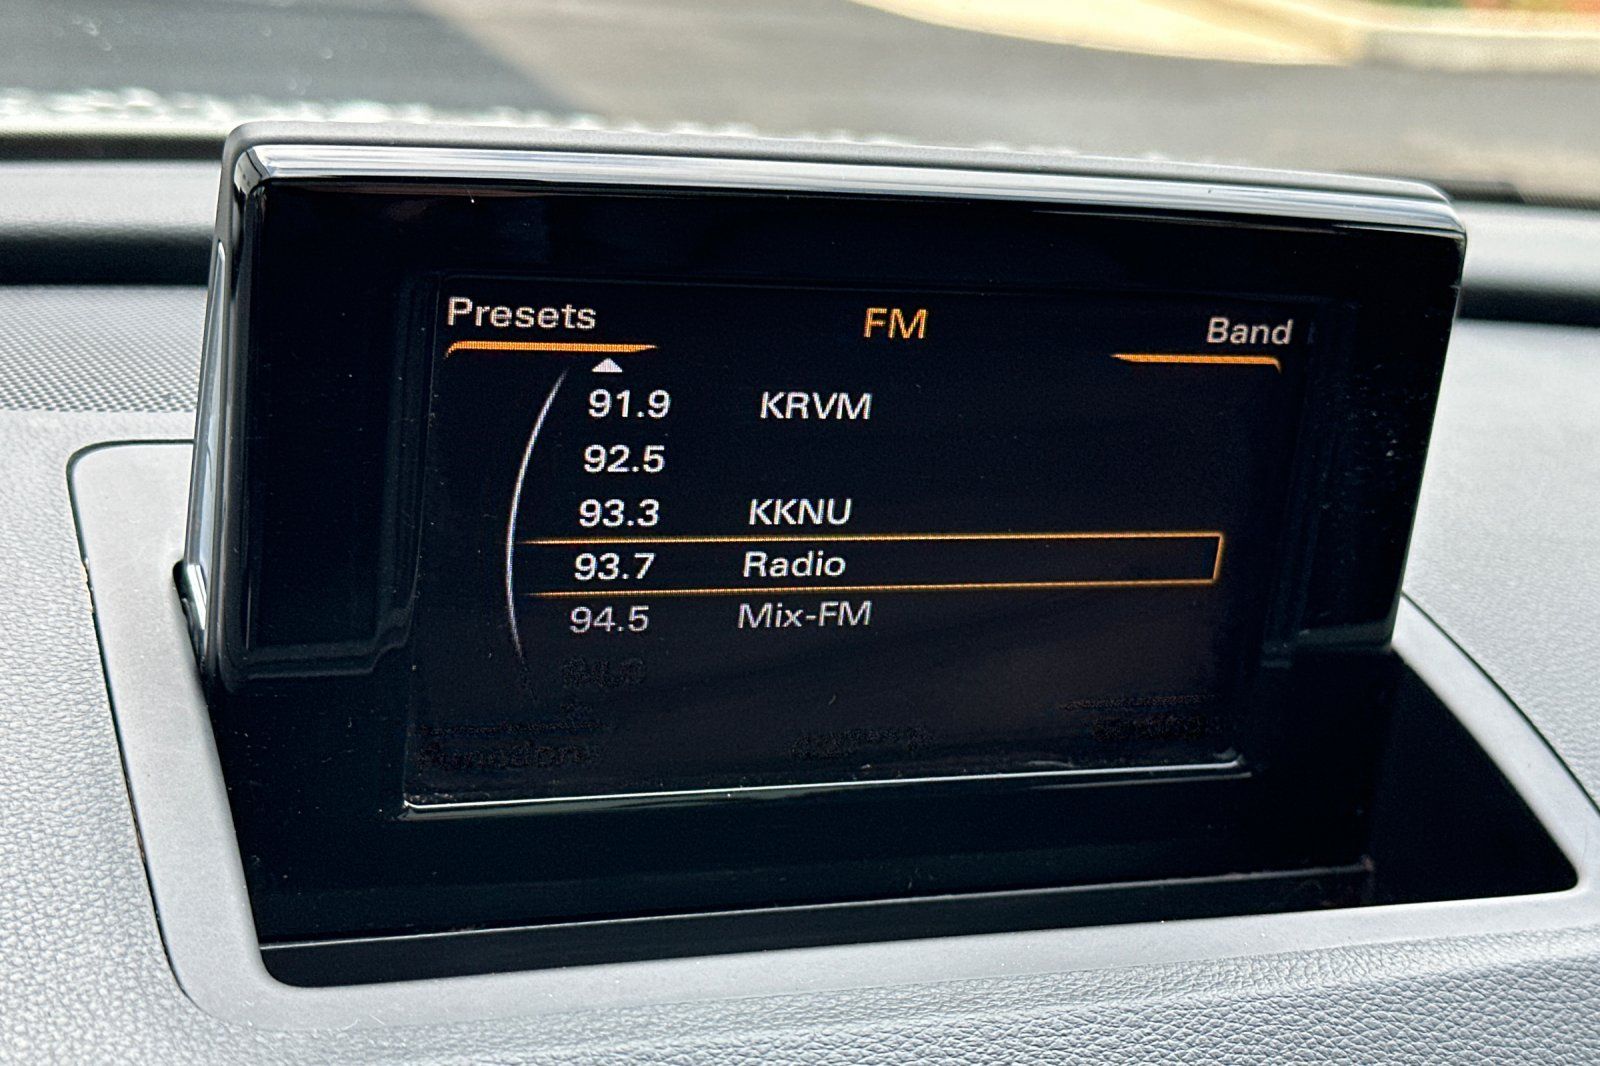 Presets FM Band
91.9 KRVM
92.5
93.3 KKNU
93.7 Radio
94.5 Mix-FM